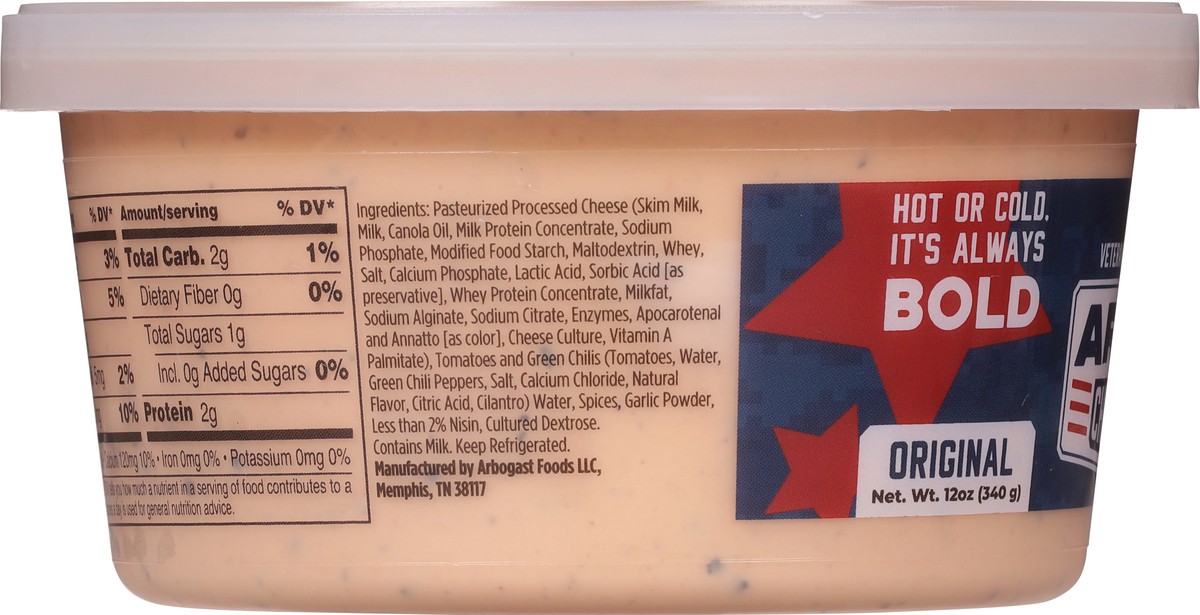 % DV* Amount/serving % DV*
3% Total Carb. 2g 1%
5% Dietary Fiber 0g 0%
Total Sugars 1g
2% Incl. 0g Added Sugars 0%
10% Protein 2g
120mg 10% • Iron 0mg 0% • Potassium 0mg 0%
you how much a nutrient in a serving of food contributes to a
a day is used for general nutrition advice.
Ingredients: Pasteurized Processed Cheese (Skim Milk,
Milk, Canola Oil, Milk Protein Concentrate, Sodium
Phosphate, Modified Food Starch, Maltodextrin, Whey,
Salt, Calcium Phosphate, Lactic Acid, Sorbic Acid [as
preservative], Whey Protein Concentrate, Milkfat,
Sodium Alginate, Sodium Citrate, Enzymes, Apocarotenal
and Annatto [as color], Cheese Culture, Vitamin A
Palmitate), Tomatoes and Green Chilis (Tomatoes, Water,
Green Chili Peppers, Salt, Calcium Chloride, Natural
Flavor, Citric Acid, Cilantro) Water, Spices, Garlic Powder,
Less than 2% Nisin, Cultured Dextrose.
Contains Milk. Keep Refrigerated.
Manufactured by Arbogast Foods LLC,
Memphis, TN 38117
HOT OR COLD.
IT'S ALWAYS
BOLD
ORIGINAL
Net. Wt. 12oz (340 g)